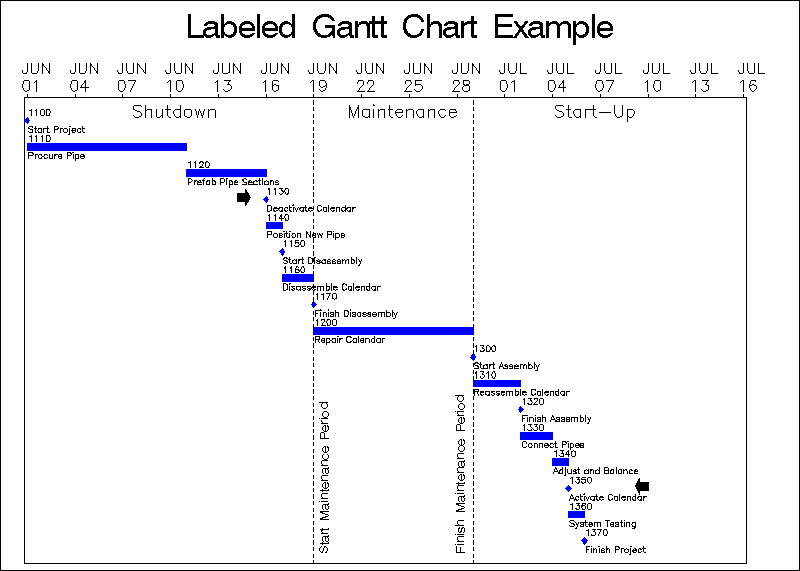 Labeled Gantt Chart Example
JUN JUN JUN JUN JUN JUN JUN JUN JUN JUN JUL JUL JUL JUL JUL JUL
01 04 07 10 13 16 19 22 25 28 01 04 07 10 13 16
Shutdown Maintenance Start-Up
1100
Start Project
1110
Procure Pipe
1120
Prefab Pipe Sections
1130
Deactivate Calendar
1140
Position New Pipe
1150
Start Disassembly
1160
Disassemble Calendar
1170
Finish Disassembly
1200
Repair Calendar
1300
Start Assembly
1310
Reassemble Calendar
1320
Finish Assembly
1330
Connect Pipes
1340
Adjust and Balance
1350
Activate Calendar
1360
System Testing
1370
Finish Project
Start Maintenance Period
Finish Maintenance Period